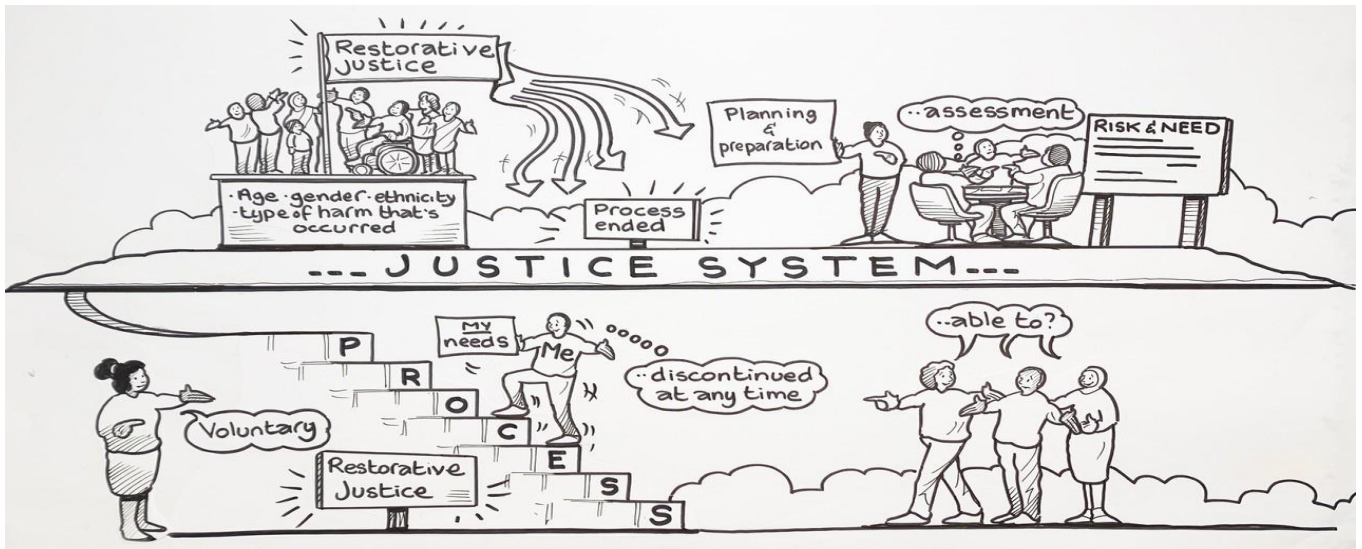 Restorative
Justice
Planning
&
preparation
..assessment
RISK & NEED
· Age · gender · ethnicity
· type of harm that's
occurred
Process
ended
...JUSTICE SYSTEM...
MY
needs
Me
..discontinued
at any time
..able to?
Voluntary
PROCESS
Restorative
Justice